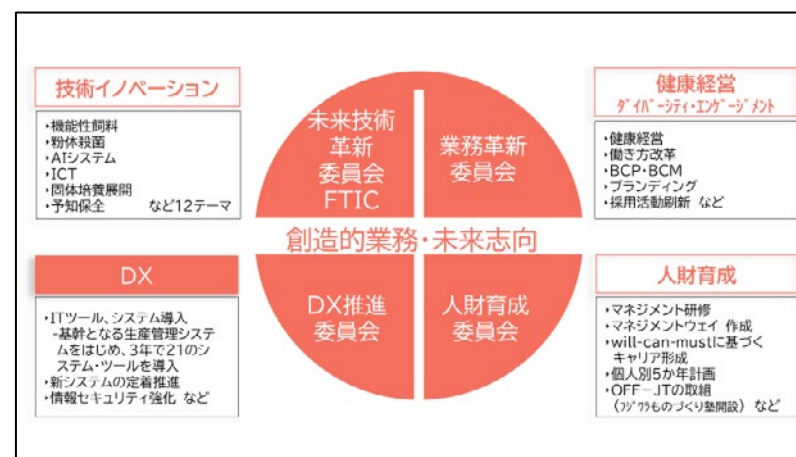 技術イノベーション
・機能性飼料
・粉体殺菌
・AIシステム
・ICT
・固体培養展開
・予知保全 など12テーマ
未来技術
革新
委員会
FTIC
業務革新
委員会
健康経営
ダイバーシティ・エンゲージメント
・健康経営
・働き方改革
・BCP・BCM
・ブランディング
・採用活動刷新 など
創造的業務・未来志向
DX
・ITツール、システム導入
-基幹となる生産管理システ
ムをはじめ、3年で21のシ
ステム・ツールを導入
・新システムの定着推進
・情報セキュリティ強化 など
DX推進
委員会
人財育成
委員会
人財育成
・マネジメント研修
・マネジメントウェイ 作成
・will-can-mustに基づく
キャリア形成
・個人別5か年計画
・OFF-JTの取組
(フジワラものづくり塾開設) など